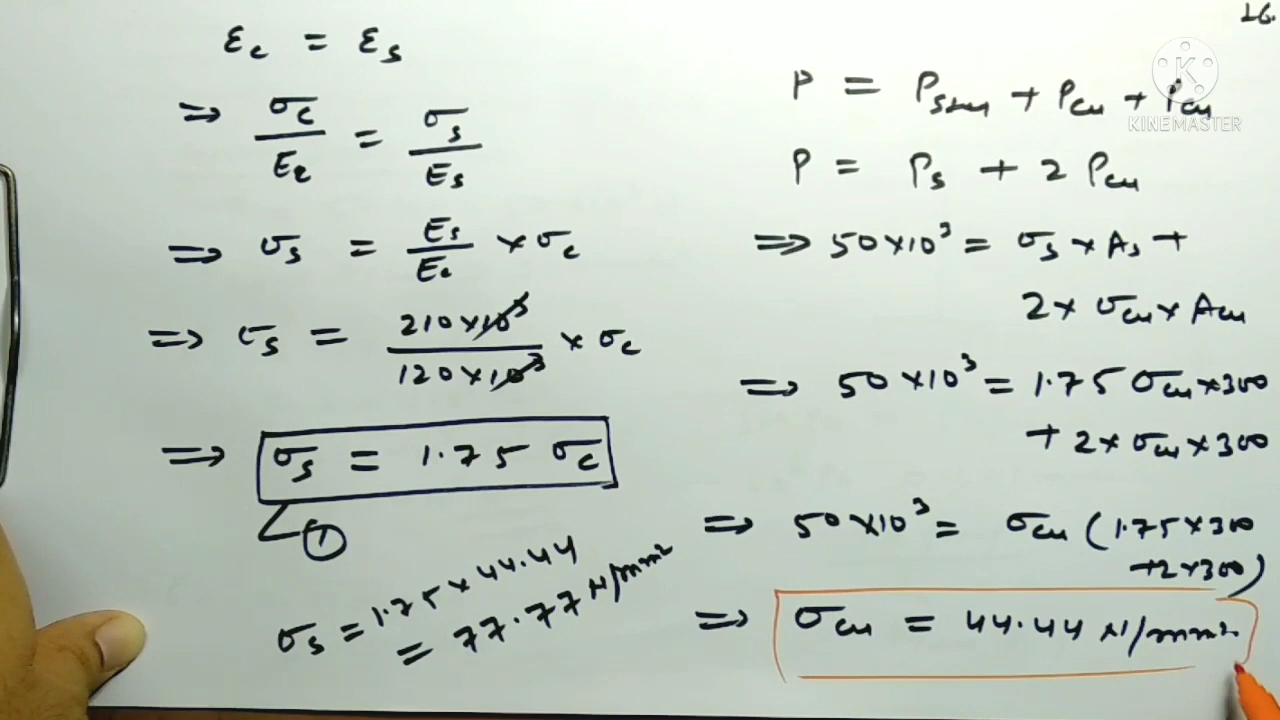 εc = εs
⇒ σc/Ec = σs/Es
⇒ σs = Es/Ec × σc
⇒ σs = 210×10³/120×10³ × σc
⇒ σs = 1.75 σc
①
σs = 1.75 × 44.44
= 77.77 N/mm²
16.
P = Psteel + Pcu + Pcu
K
KINEMASTER
P = Ps + 2 Pcu
⇒ 50×10³ = σs × As +
2 × σcu × Acu
⇒ 50×10³ = 1.75 σcu × 300
+ 2 × σcu × 300
⇒ 50×10³ = σcu (1.75×300
+2×300)
⇒ σcu = 44.44 N/mm²